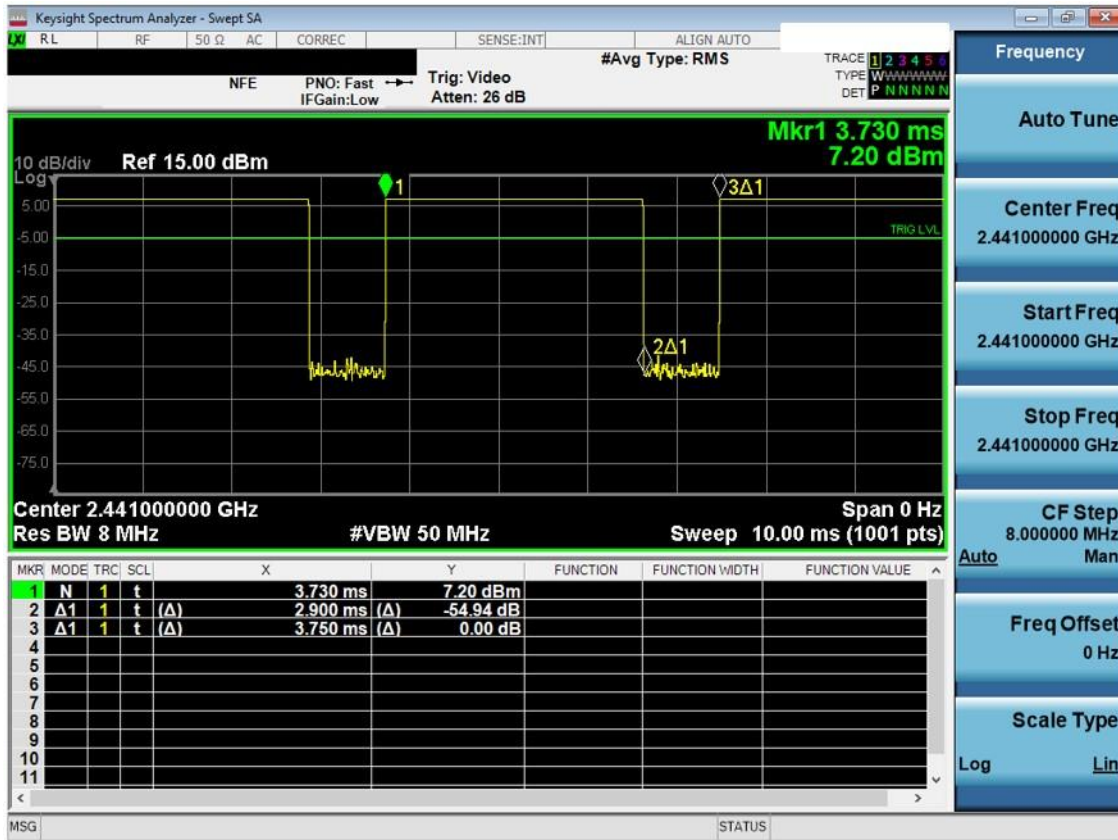 Keysight Spectrum Analyzer - Swept SA
LXI RL RF 50 Ω AC CORREC SENSE:INT ALIGN AUTO
NFE PNO: Fast IFGain:Low Trig: Video Atten: 26 dB #Avg Type: RMS
TRACE 1 2 3 4 5 6
TYPE W
DET P N N N N N
Mkr1 3.730 ms
7.20 dBm
10 dB/div Ref 15.00 dBm
Log
1
3Δ1
5.00
-5.00
TRIG LVL
-15.0
-25.0
-35.0
2Δ1
-45.0
-55.0
-65.0
-75.0
Center 2.441000000 GHz Span 0 Hz
Res BW 8 MHz #VBW 50 MHz Sweep 10.00 ms (1001 pts)
MKR MODE TRC SCL X Y FUNCTION FUNCTION WIDTH FUNCTION VALUE
1 N 1 t 3.730 ms 7.20 dBm
2 Δ1 1 t (Δ) 2.900 ms (Δ) -54.94 dB
3 Δ1 1 t (Δ) 3.750 ms (Δ) 0.00 dB
4
5
6
7
8
9
10
11
MSG STATUS
Frequency
Auto Tune
Center Freq
2.441000000 GHz
Start Freq
2.441000000 GHz
Stop Freq
2.441000000 GHz
CF Step
8.000000 MHz
Auto Man
Freq Offset
0 Hz
Scale Type
Log Lin